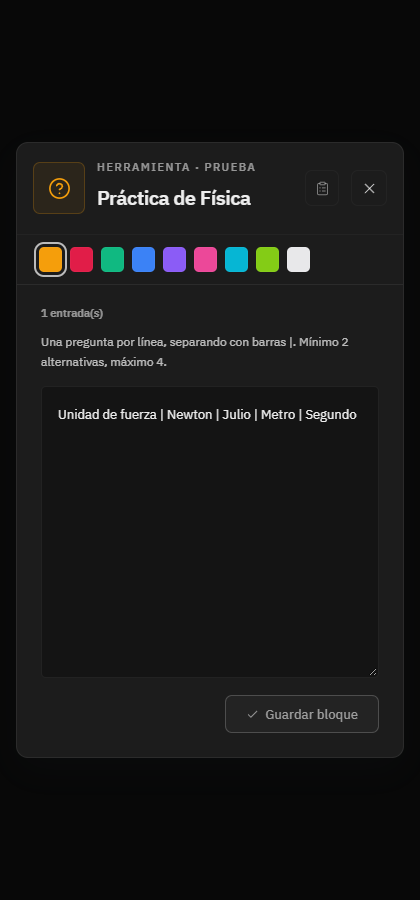 HERRAMIENTA · PRUEBA
Práctica de Física
1 entrada(s)
Una pregunta por línea, separando con barras |. Mínimo 2
alternativas, máximo 4.
Unidad de fuerza | Newton | Julio | Metro | Segundo
Guardar bloque